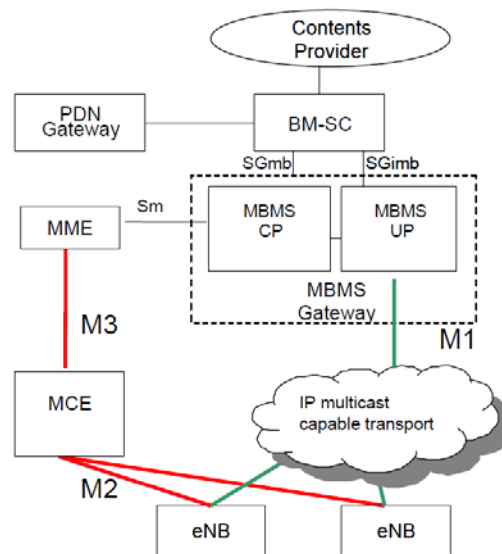 Contents
Provider
PDN
Gateway
BM-SC
SGmb
SGimb
MBMS
CP
MBMS
UP
Sm
MME
MBMS
Gateway
M1
M3
MCE
IP multicast
capable transport
M2
eNB
eNB